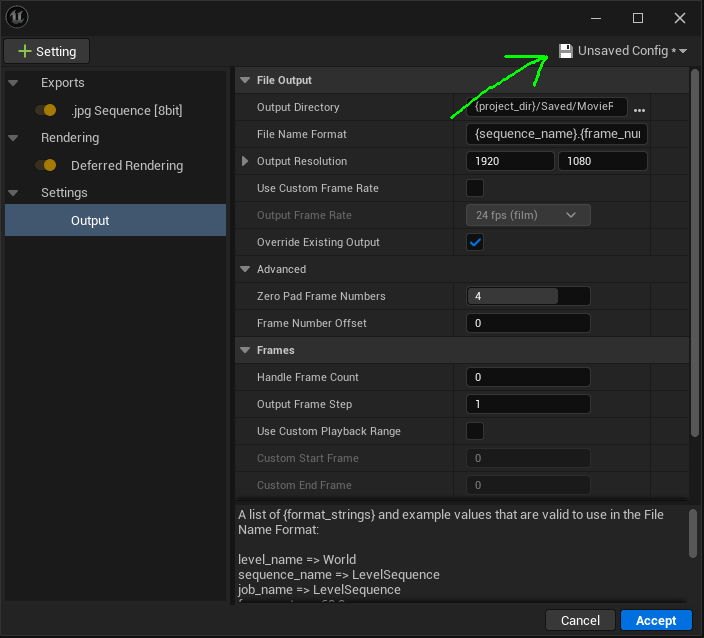 Setting
Unsaved Config *
Exports
.jpg Sequence [8bit]
Rendering
Deferred Rendering
Settings
Output
File Output
Output Directory
{project_dir}/Saved/MovieF
...
File Name Format
{sequence_name}.{frame_nu
Output Resolution
1920
1080
Use Custom Frame Rate
Output Frame Rate
24 fps (film)
Override Existing Output
Advanced
Zero Pad Frame Numbers
4
Frame Number Offset
0
Frames
Handle Frame Count
0
Output Frame Step
1
Use Custom Playback Range
Custom Start Frame
0
Custom End Frame
0
A list of {format_strings} and example values that are valid to use in the File
Name Format:
level_name => World
sequence_name => LevelSequence
job_name => LevelSequence
Cancel
Accept